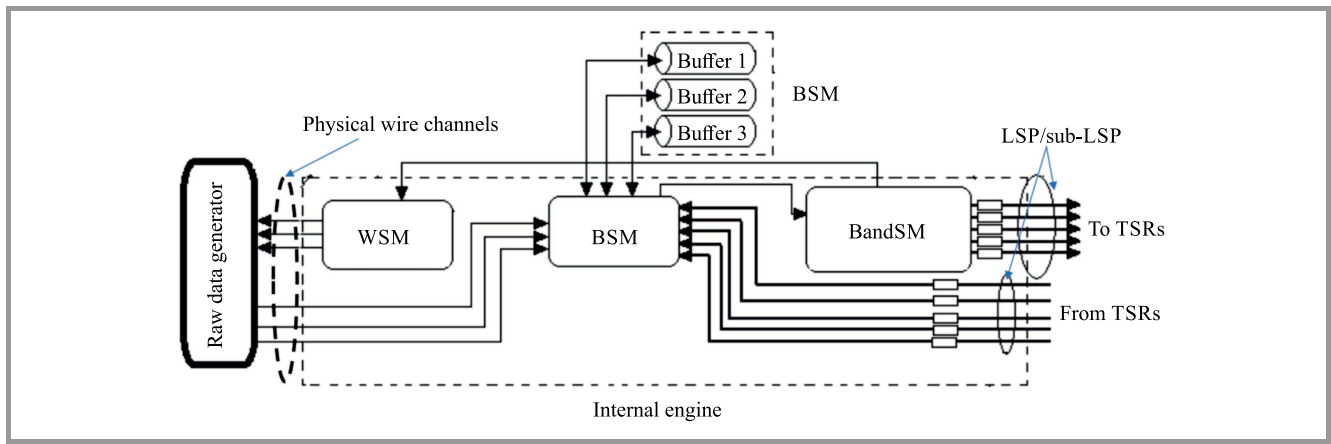 Buffer 1
Buffer 2
BSM
Buffer 3
Physical wire channels
LSP/sub-LSP
Raw data generator
WSM
BSM
BandSM
To TSRs
From TSRs
Internal engine